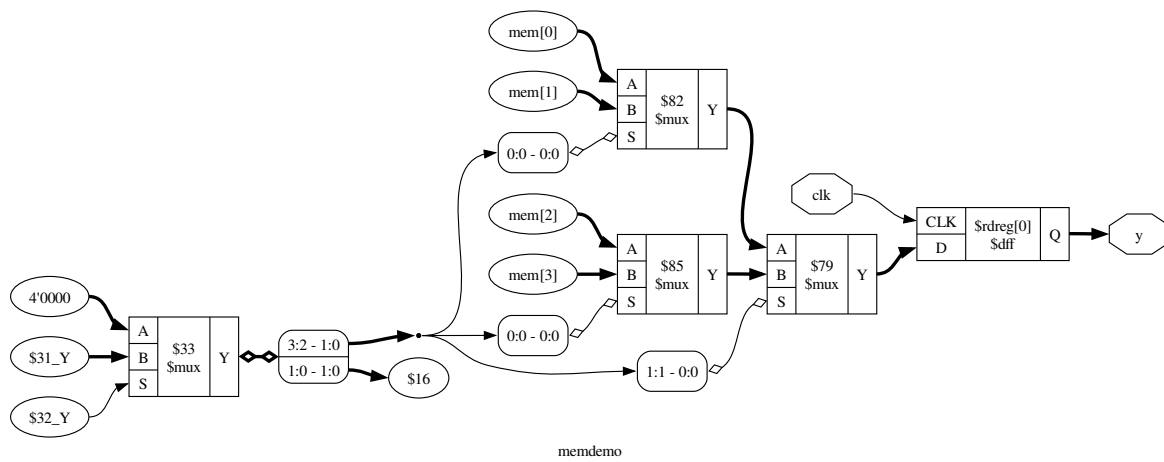 mem[0]
mem[1]
A
B
S
$82
$mux
Y
0:0 - 0:0
mem[2]
mem[3]
A
B
S
$85
$mux
Y
0:0 - 0:0
clk
A
B
S
$79
$mux
Y
CLK
D
$rdreg[0]
$dff
Q
y
4'0000
$31_Y
$32_Y
A
B
S
$33
$mux
Y
3:2 - 1:0
1:0 - 1:0
$16
1:1 - 0:0
memdemo